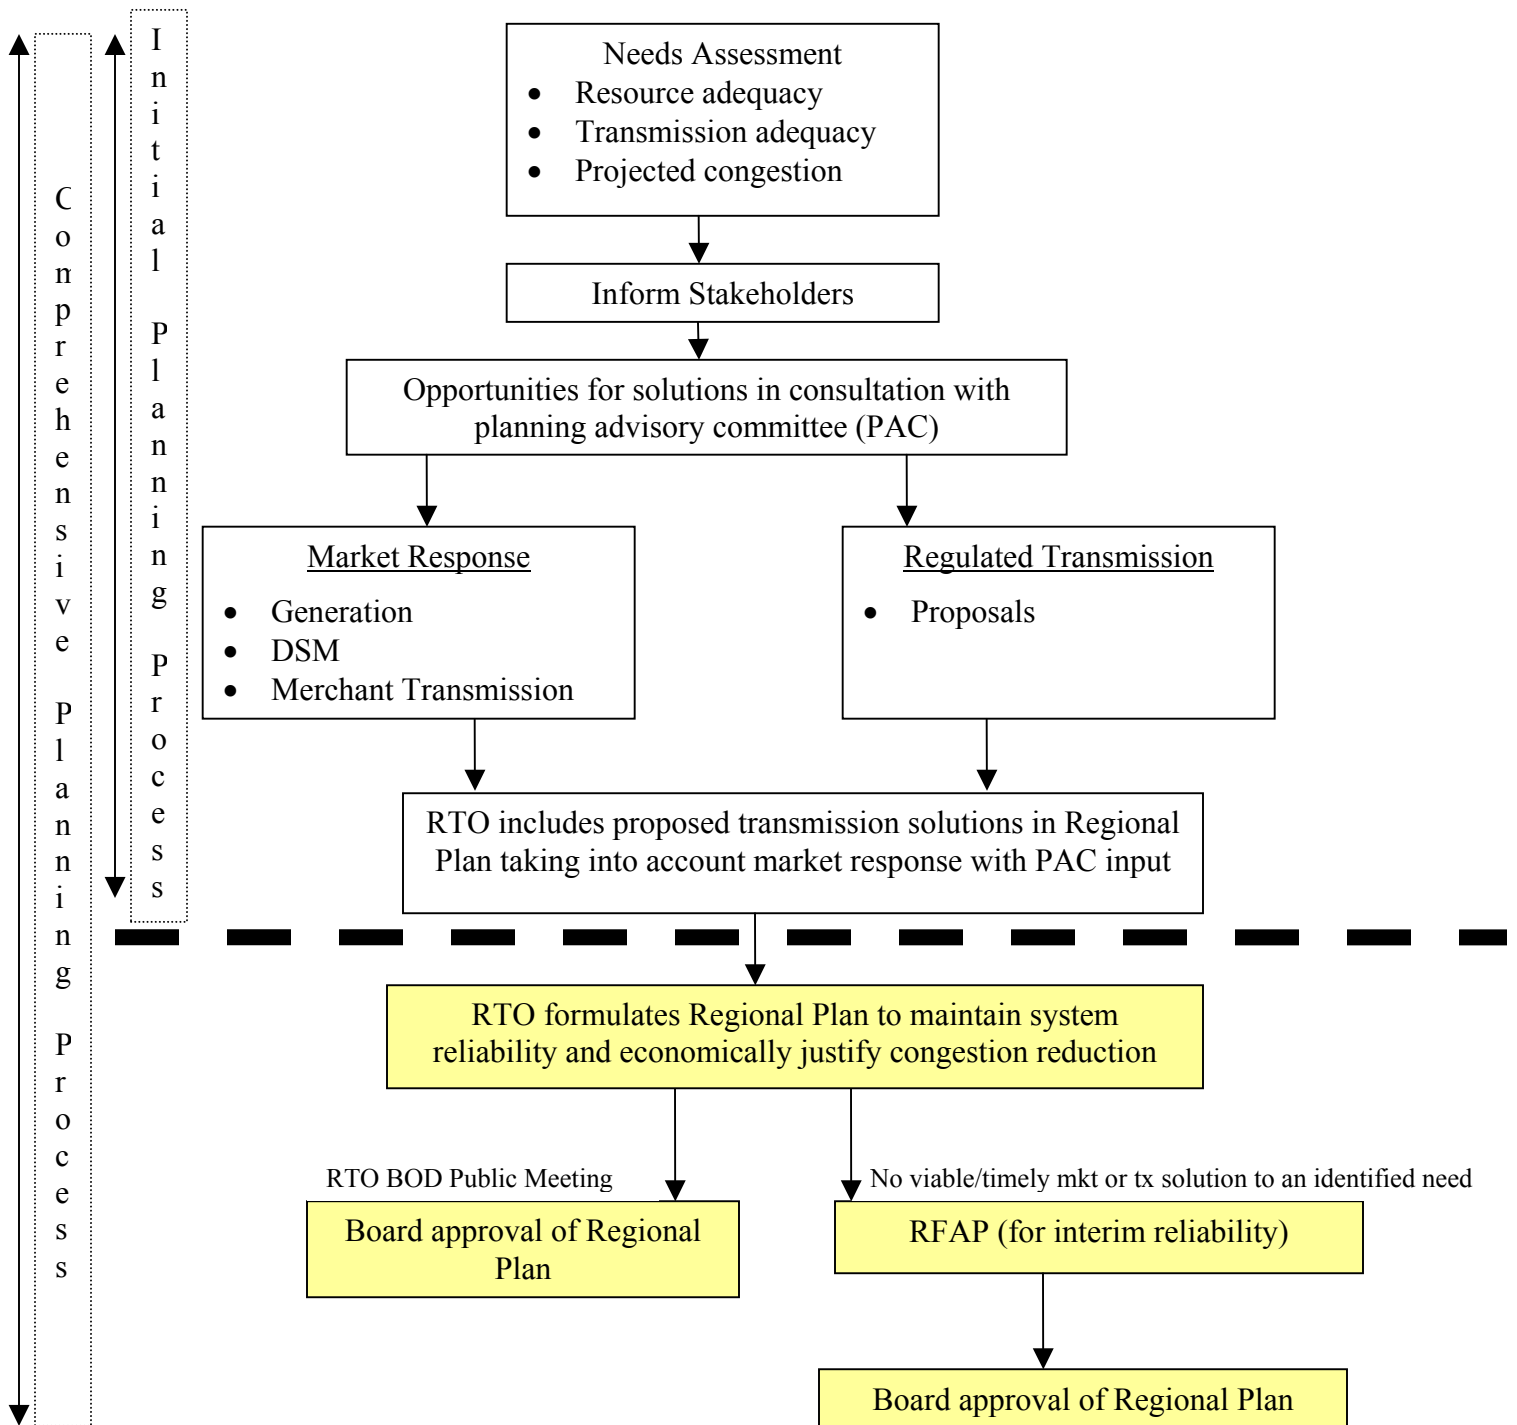 Initial Planning Process
Comprehensive Planning Process
Needs Assessment
• Resource adequacy
• Transmission adequacy
• Projected congestion
Inform Stakeholders
Opportunities for solutions in consultation with
planning advisory committee (PAC)
Market Response
• Generation
• DSM
• Merchant Transmission
Regulated Transmission
• Proposals
RTO includes proposed transmission solutions in Regional
Plan taking into account market response with PAC input
RTO formulates Regional Plan to maintain system
reliability and economically justify congestion reduction
RTO BOD Public Meeting
No viable/timely mkt or tx solution to an identified need
Board approval of Regional
Plan
RFAP (for interim reliability)
Board approval of Regional Plan